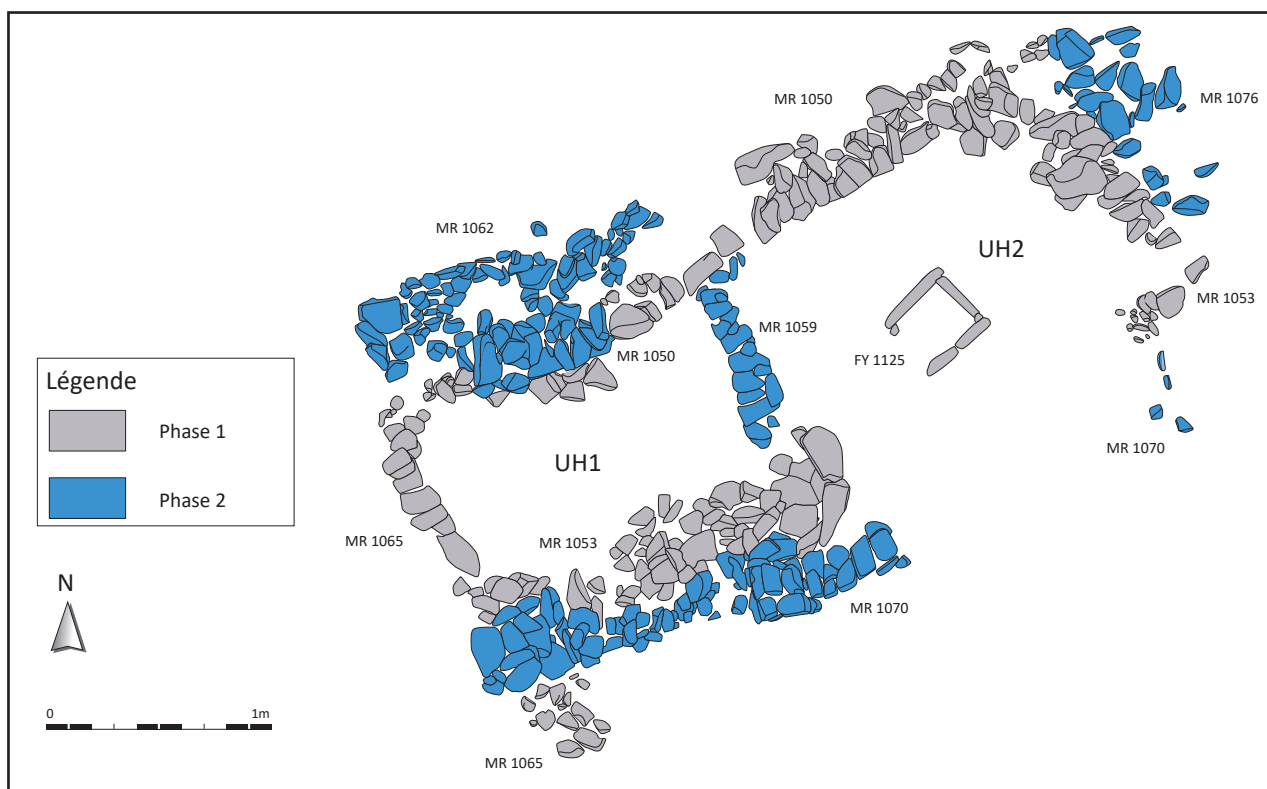 MR 1050
MR 1076
MR 1062
UH2
MR 1053
MR 1059
MR 1050
FY 1125
Légende
Phase 1
MR 1070
UH1
Phase 2
MR 1065
MR 1053
N
MR 1070
0 1m
MR 1065